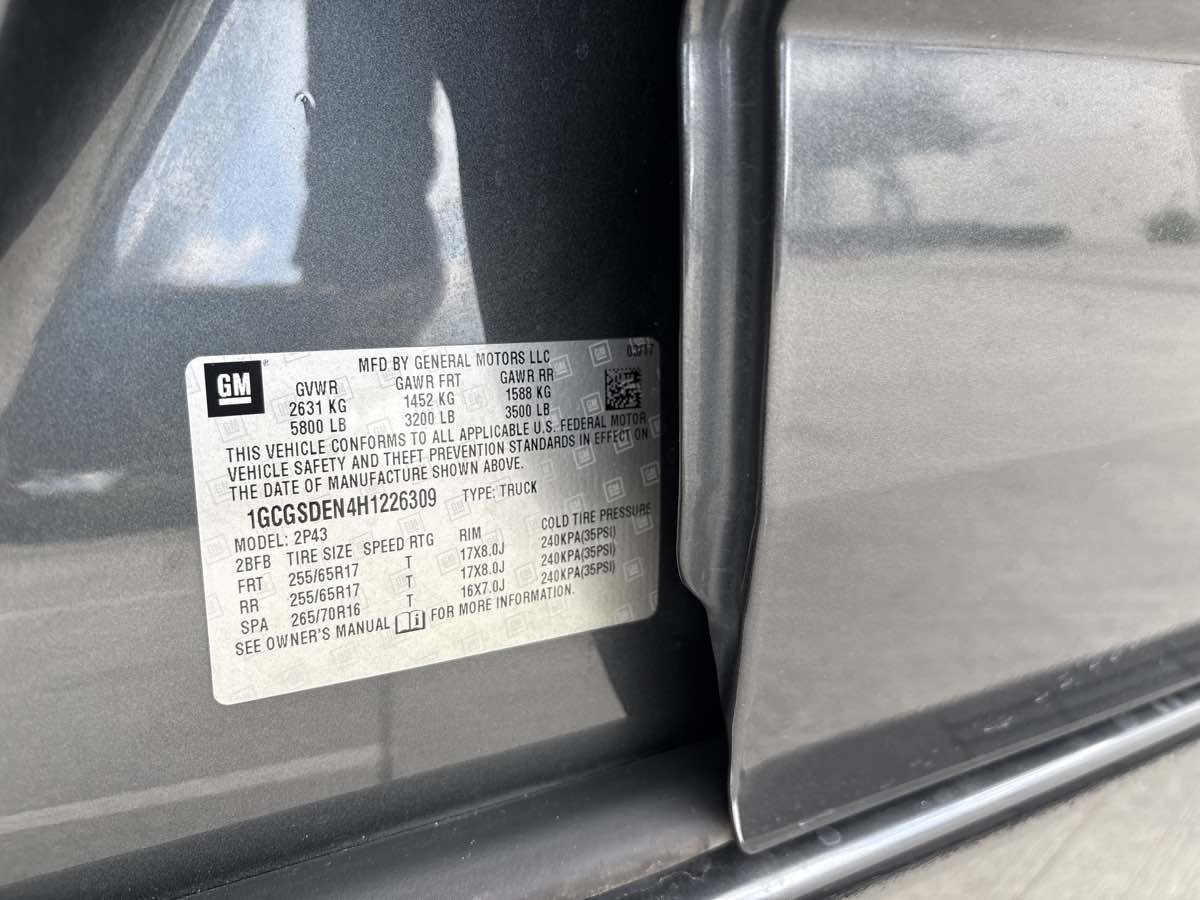 GM
MFD BY GENERAL MOTORS LLC 03/17
GVWR GAWR FRT GAWR RR
2631 KG 1452 KG 1588 KG
5800 LB 3200 LB 3500 LB
THIS VEHICLE CONFORMS TO ALL APPLICABLE U.S. FEDERAL MOTOR
VEHICLE SAFETY AND THEFT PREVENTION STANDARDS IN EFFECT ON
THE DATE OF MANUFACTURE SHOWN ABOVE.
1GCGSDEN4H1226309 TYPE: TRUCK
MODEL: 2P43
2BFB TIRE SIZE SPEED RTG RIM COLD TIRE PRESSURE
FRT 255/65R17 T 17X8.0J 240KPA(35PSI)
RR 255/65R17 T 17X8.0J 240KPA(35PSI)
SPA 265/70R16 T 16X7.0J 240KPA(35PSI)
SEE OWNER'S MANUAL FOR MORE INFORMATION.